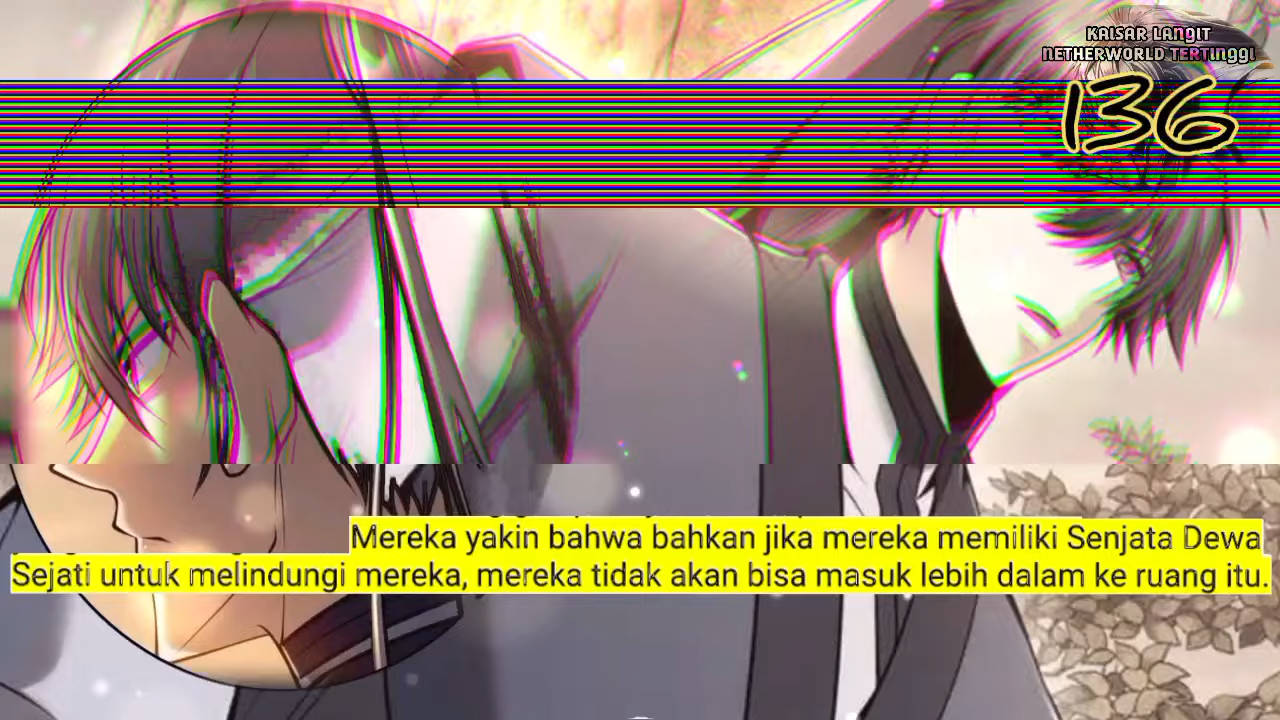 KAISAR LANGIT
NETHERWORLD TERTINGGI
136
Mereka yakin bahwa bahkan jika mereka memiliki Senjata Dewa
Sejati untuk melindungi mereka, mereka tidak akan bisa masuk lebih dalam ke ruang itu.